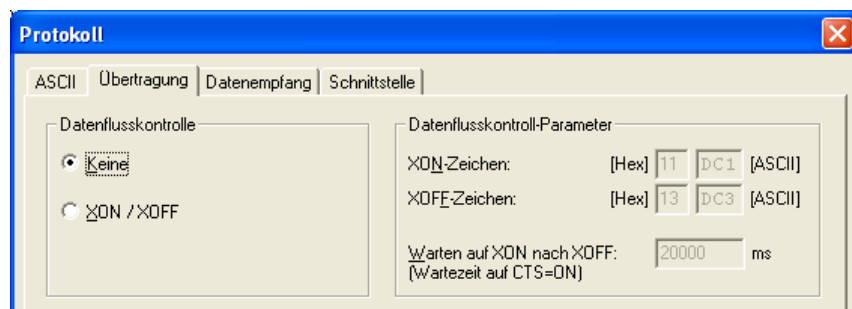 Protokoll
ASCII Übertragung Datenempfang Schnittstelle
Datenflusskontrolle
Keine
XON / XOFF
Datenflusskontroll-Parameter
XON-Zeichen: [Hex] 11 DC1 [ASCII]
XOFF-Zeichen: [Hex] 13 DC3 [ASCII]
Warten auf XON nach XOFF: 20000 ms
(Wartezeit auf CTS=ON)